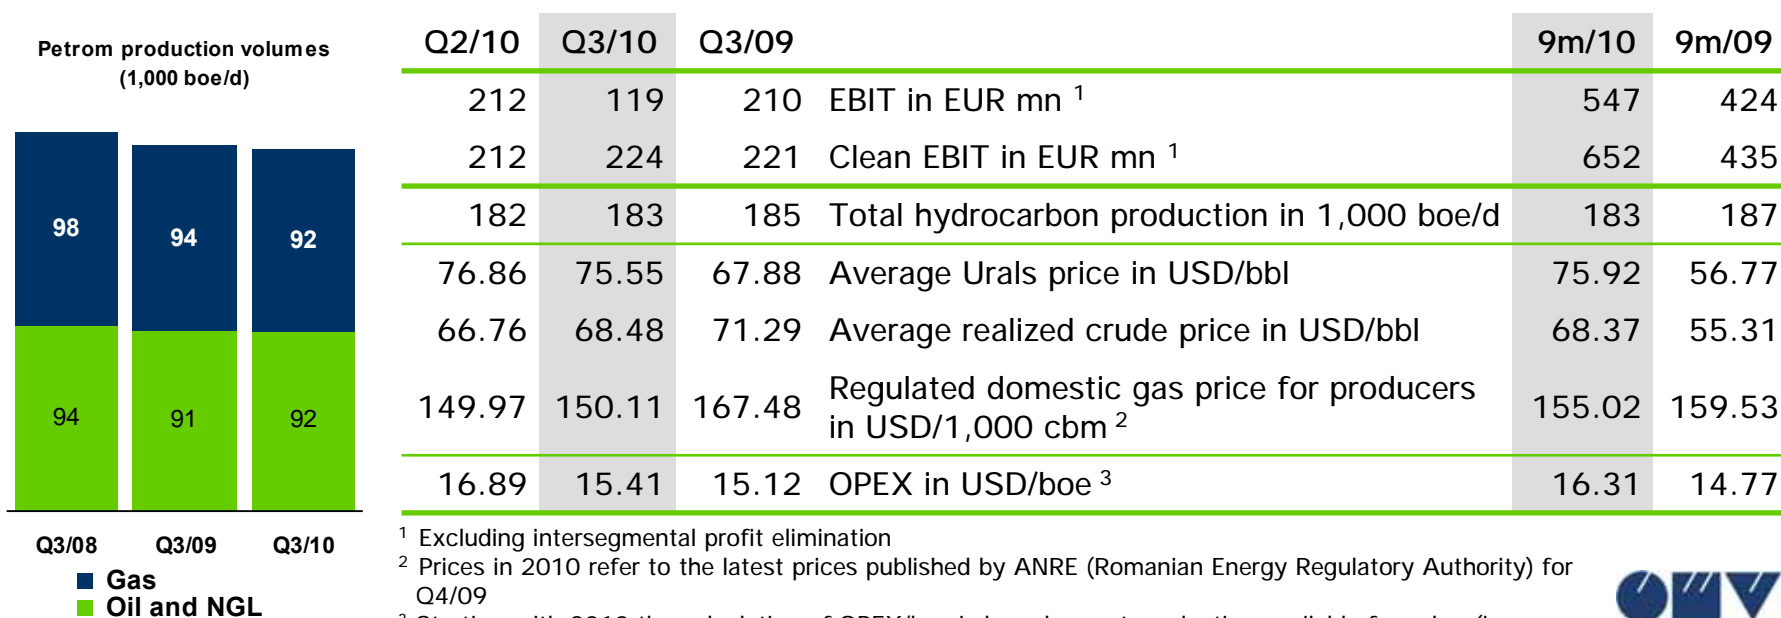 Petrom production volumes
(1,000 boe/d)
98
94
92
94
91
92
Q3/08 Q3/09 Q3/10
Gas
Oil and NGL
Q2/10 Q3/10 Q3/09 9m/10 9m/09
212 119 210 EBIT in EUR mn 1 547 424
212 224 221 Clean EBIT in EUR mn 1 652 435
182 183 185 Total hydrocarbon production in 1,000 boe/d 183 187
76.86 75.55 67.88 Average Urals price in USD/bbl 75.92 56.77
66.76 68.48 71.29 Average realized crude price in USD/bbl 68.37 55.31
149.97 150.11 167.48 Regulated domestic gas price for producers
in USD/1,000 cbm 2 155.02 159.53
16.89 15.41 15.12 OPEX in USD/boe 3 16.31 14.77
1 Excluding intersegmental profit elimination
2 Prices in 2010 refer to the latest prices published by ANRE (Romanian Energy Regulatory Authority) for
Q4/09
OMV